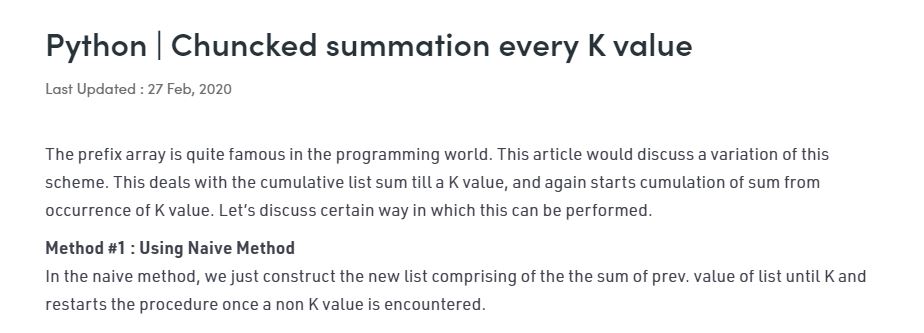 Python | Chuncked summation every K value
Last Updated : 27 Feb, 2020
The prefix array is quite famous in the programming world. This article would discuss a variation of this
scheme. This deals with the cumulative list sum till a K value, and again starts cumulation of sum from
occurrence of K value. Let’s discuss certain way in which this can be performed.
Method #1 : Using Naive Method
In the naive method, we just construct the new list comprising of the the sum of prev. value of list until K and
restarts the procedure once a non K value is encountered.